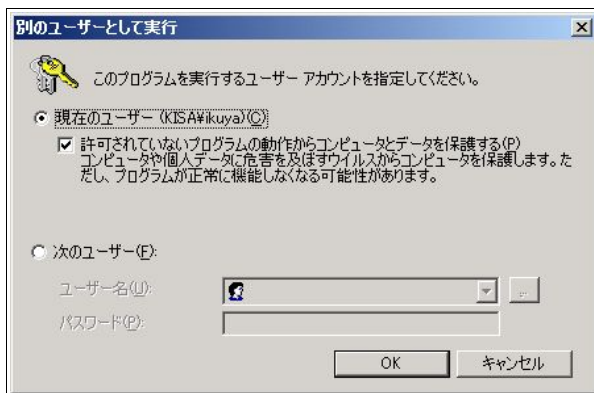 別のユーザーとして実行
このプログラムを実行するユーザー アカウントを指定してください。
現在のユーザー (KISA¥ikuya)(C)
許可されていないプログラムの動作からコンピュータとデータを保護する(P)
コンピュータや個人データに危害を及ぼすウイルスからコンピュータを保護します。た
だし、プログラムが正常に機能しなくなる可能性があります。
次のユーザー(F):
ユーザー名(U):
...
パスワード(P):
OK
キャンセル